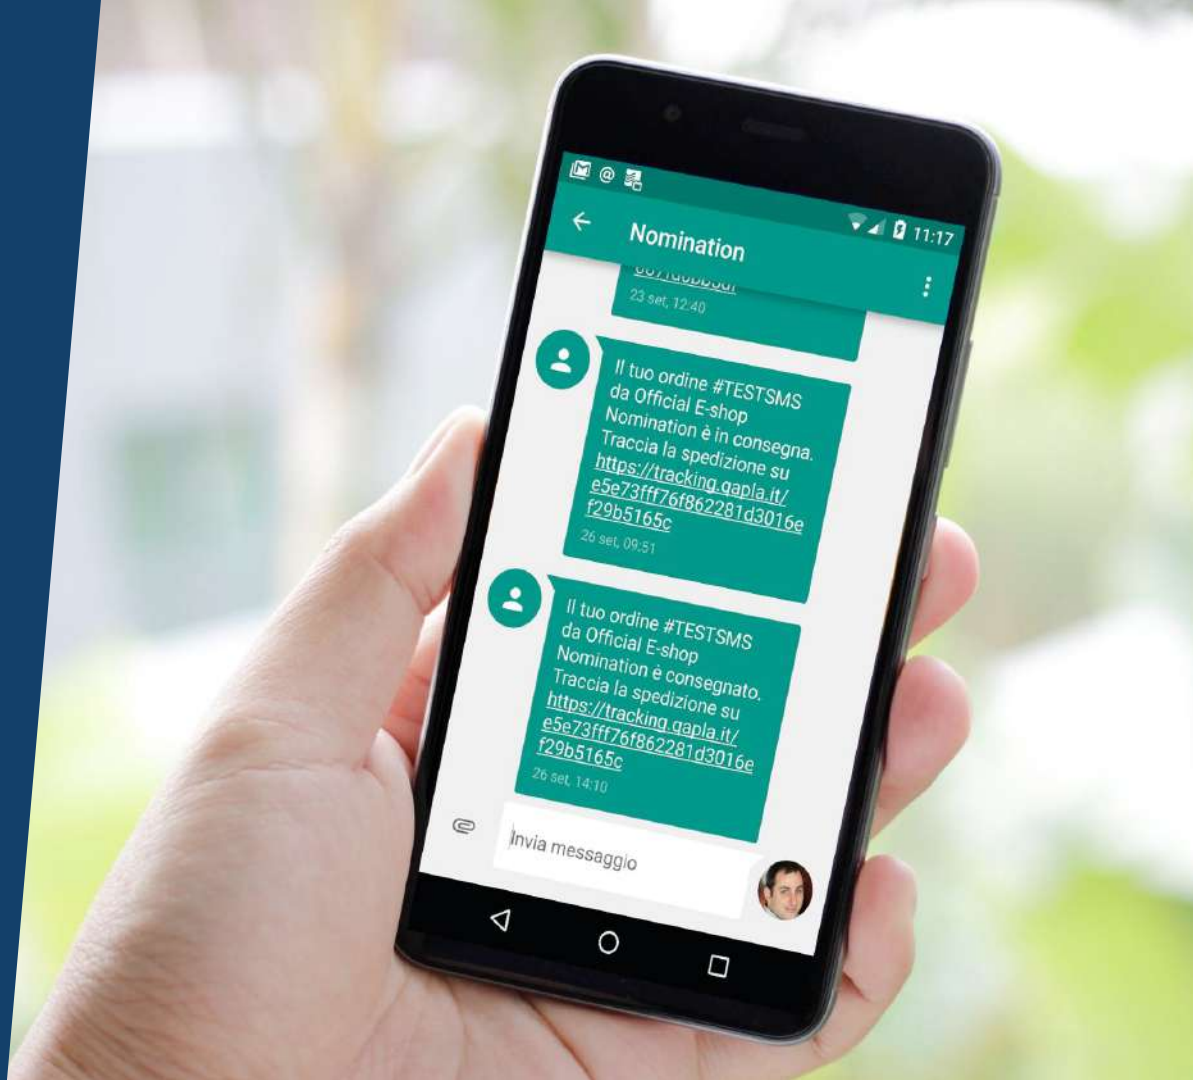 11:17
Nomination
23 set, 12:40
Il tuo ordine #TESTSMS
da Official E-shop
Nomination è in consegna.
Traccia la spedizione su
https://tracking.qapla.it/
e5e73fff76f862281d3016e
f29b5165c
26 set, 09:51
Il tuo ordine #TESTSMS
da Official E-shop
Nomination è consegnato.
Traccia la spedizione su
https://tracking.qapla.it/
e5e73fff76f862281d3016e
f29b5165c
26 set, 14:10
Invia messaggio